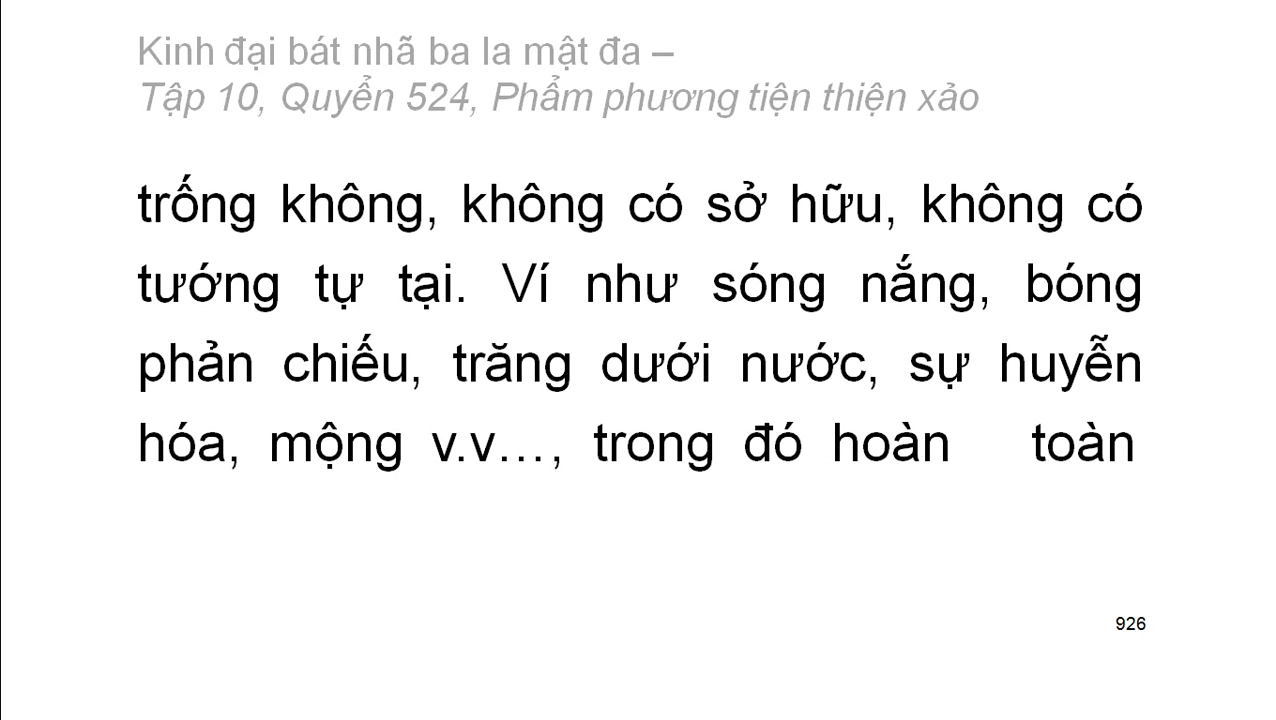 Kinh đại bát nhã ba la mật đa –
Tập 10, Quyển 524, Phẩm phương tiện thiện xảo
trống không, không có sở hữu, không có
tướng tự tại. Ví như sóng nắng, bóng
phản chiếu, trăng dưới nước, sự huyễn
hóa, mộng v.v…, trong đó hoàn toàn
926